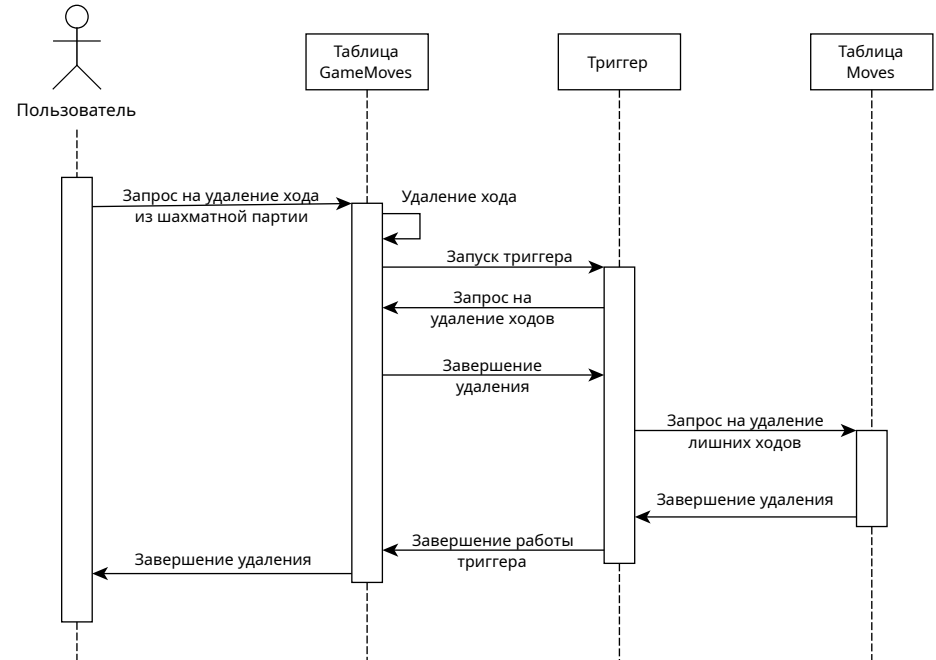 Пользователь
Таблица
GameMoves
Триггер
Таблица
Moves
Запрос на удаление хода
из шахматной партии
Удаление хода
Запуск триггера
Запрос на
удаление ходов
Завершение
удаления
Запрос на удаление
лишних ходов
Завершение удаления
Завершение работы
триггера
Завершение удаления